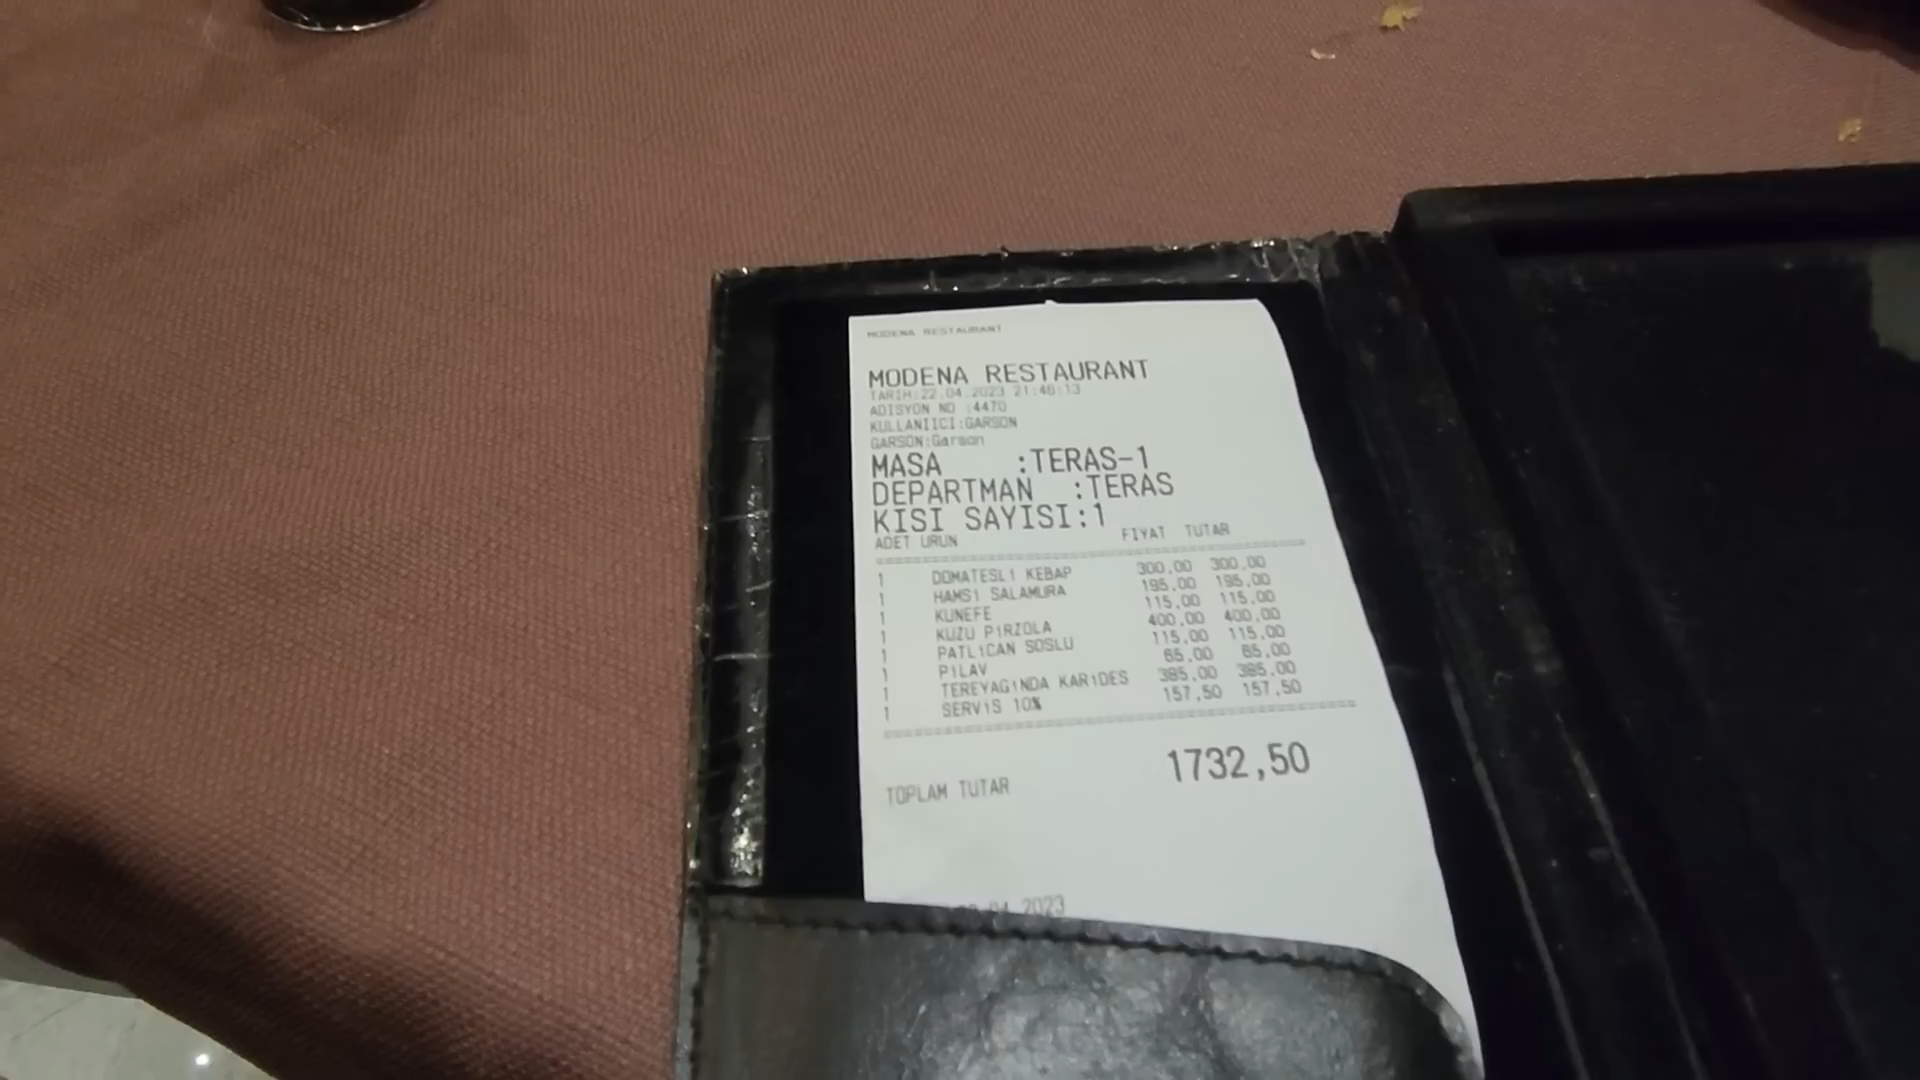 MODENA RESTAURANT
MODENA RESTAURANT
TARIH:22.04.2023 21:46:13
ADISYON NO :4470
KULLANIICI:GARSON
GARSON:Garson
MASA :TERAS-1
DEPARTMAN :TERAS
KISI SAYISI:1
ADET URUN FIYAT TUTAR
1 DOMATESLi KEBAP 300,00 300,00
1 HAMSi SALAMURA 195,00 195,00
1 KUNEFE 115,00 115,00
1 KUZU PiRZOLA 400,00 400,00
1 PATLiCAN SOSLU 115,00 115,00
1 PiLAV 65,00 65,00
1 TEREYAGiNDA KARiDES 385,00 385,00
1 SERViS 10% 157,50 157,50
1732,50
TOPLAM TUTAR
04 2023